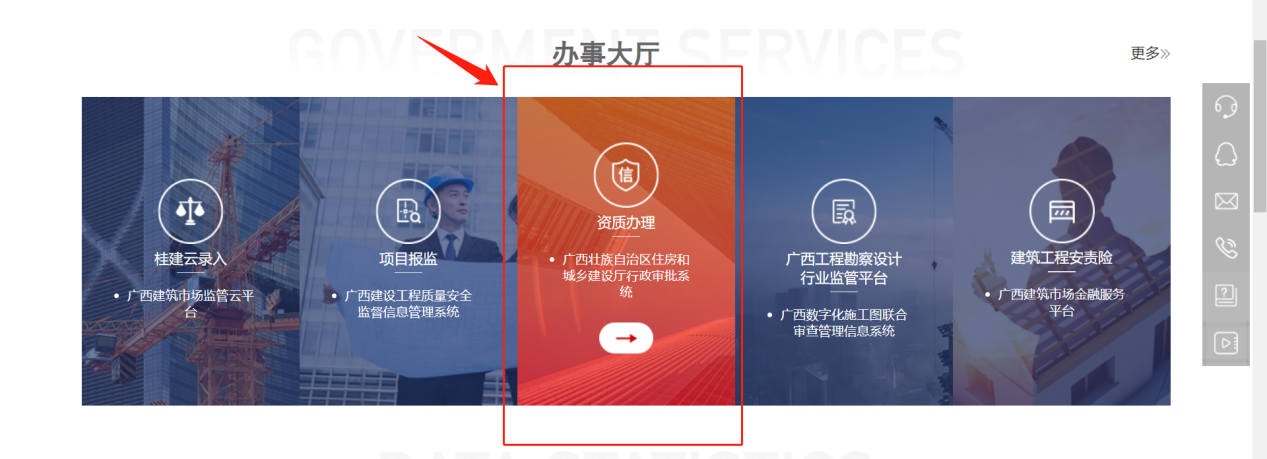 GOVERMENT SERVICES
办事大厅
更多»
桂建云录入
• 广西建筑市场监管云平
台
项目报监
• 广西建设工程质量安全
监督信息管理系统
信
资质办理
• 广西壮族自治区住房和
城乡建设厅行政审批系
统
广西工程勘察设计
行业监管平台
• 广西数字化施工图联合
审查管理信息系统
建筑工程安责险
• 广西建筑市场金融服务
平台
DATA STATISTICS